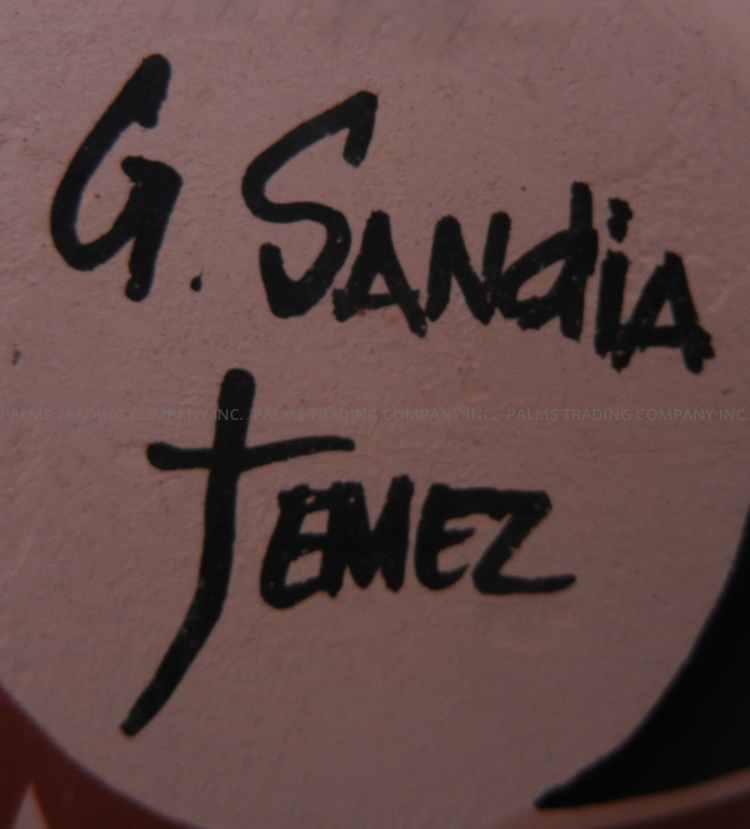 G. Sandia
PALMS TRADING COMPANY INC. PALMS TRADING COMPANY INC. PALMS TRADING COMPANY INC.
Jemez